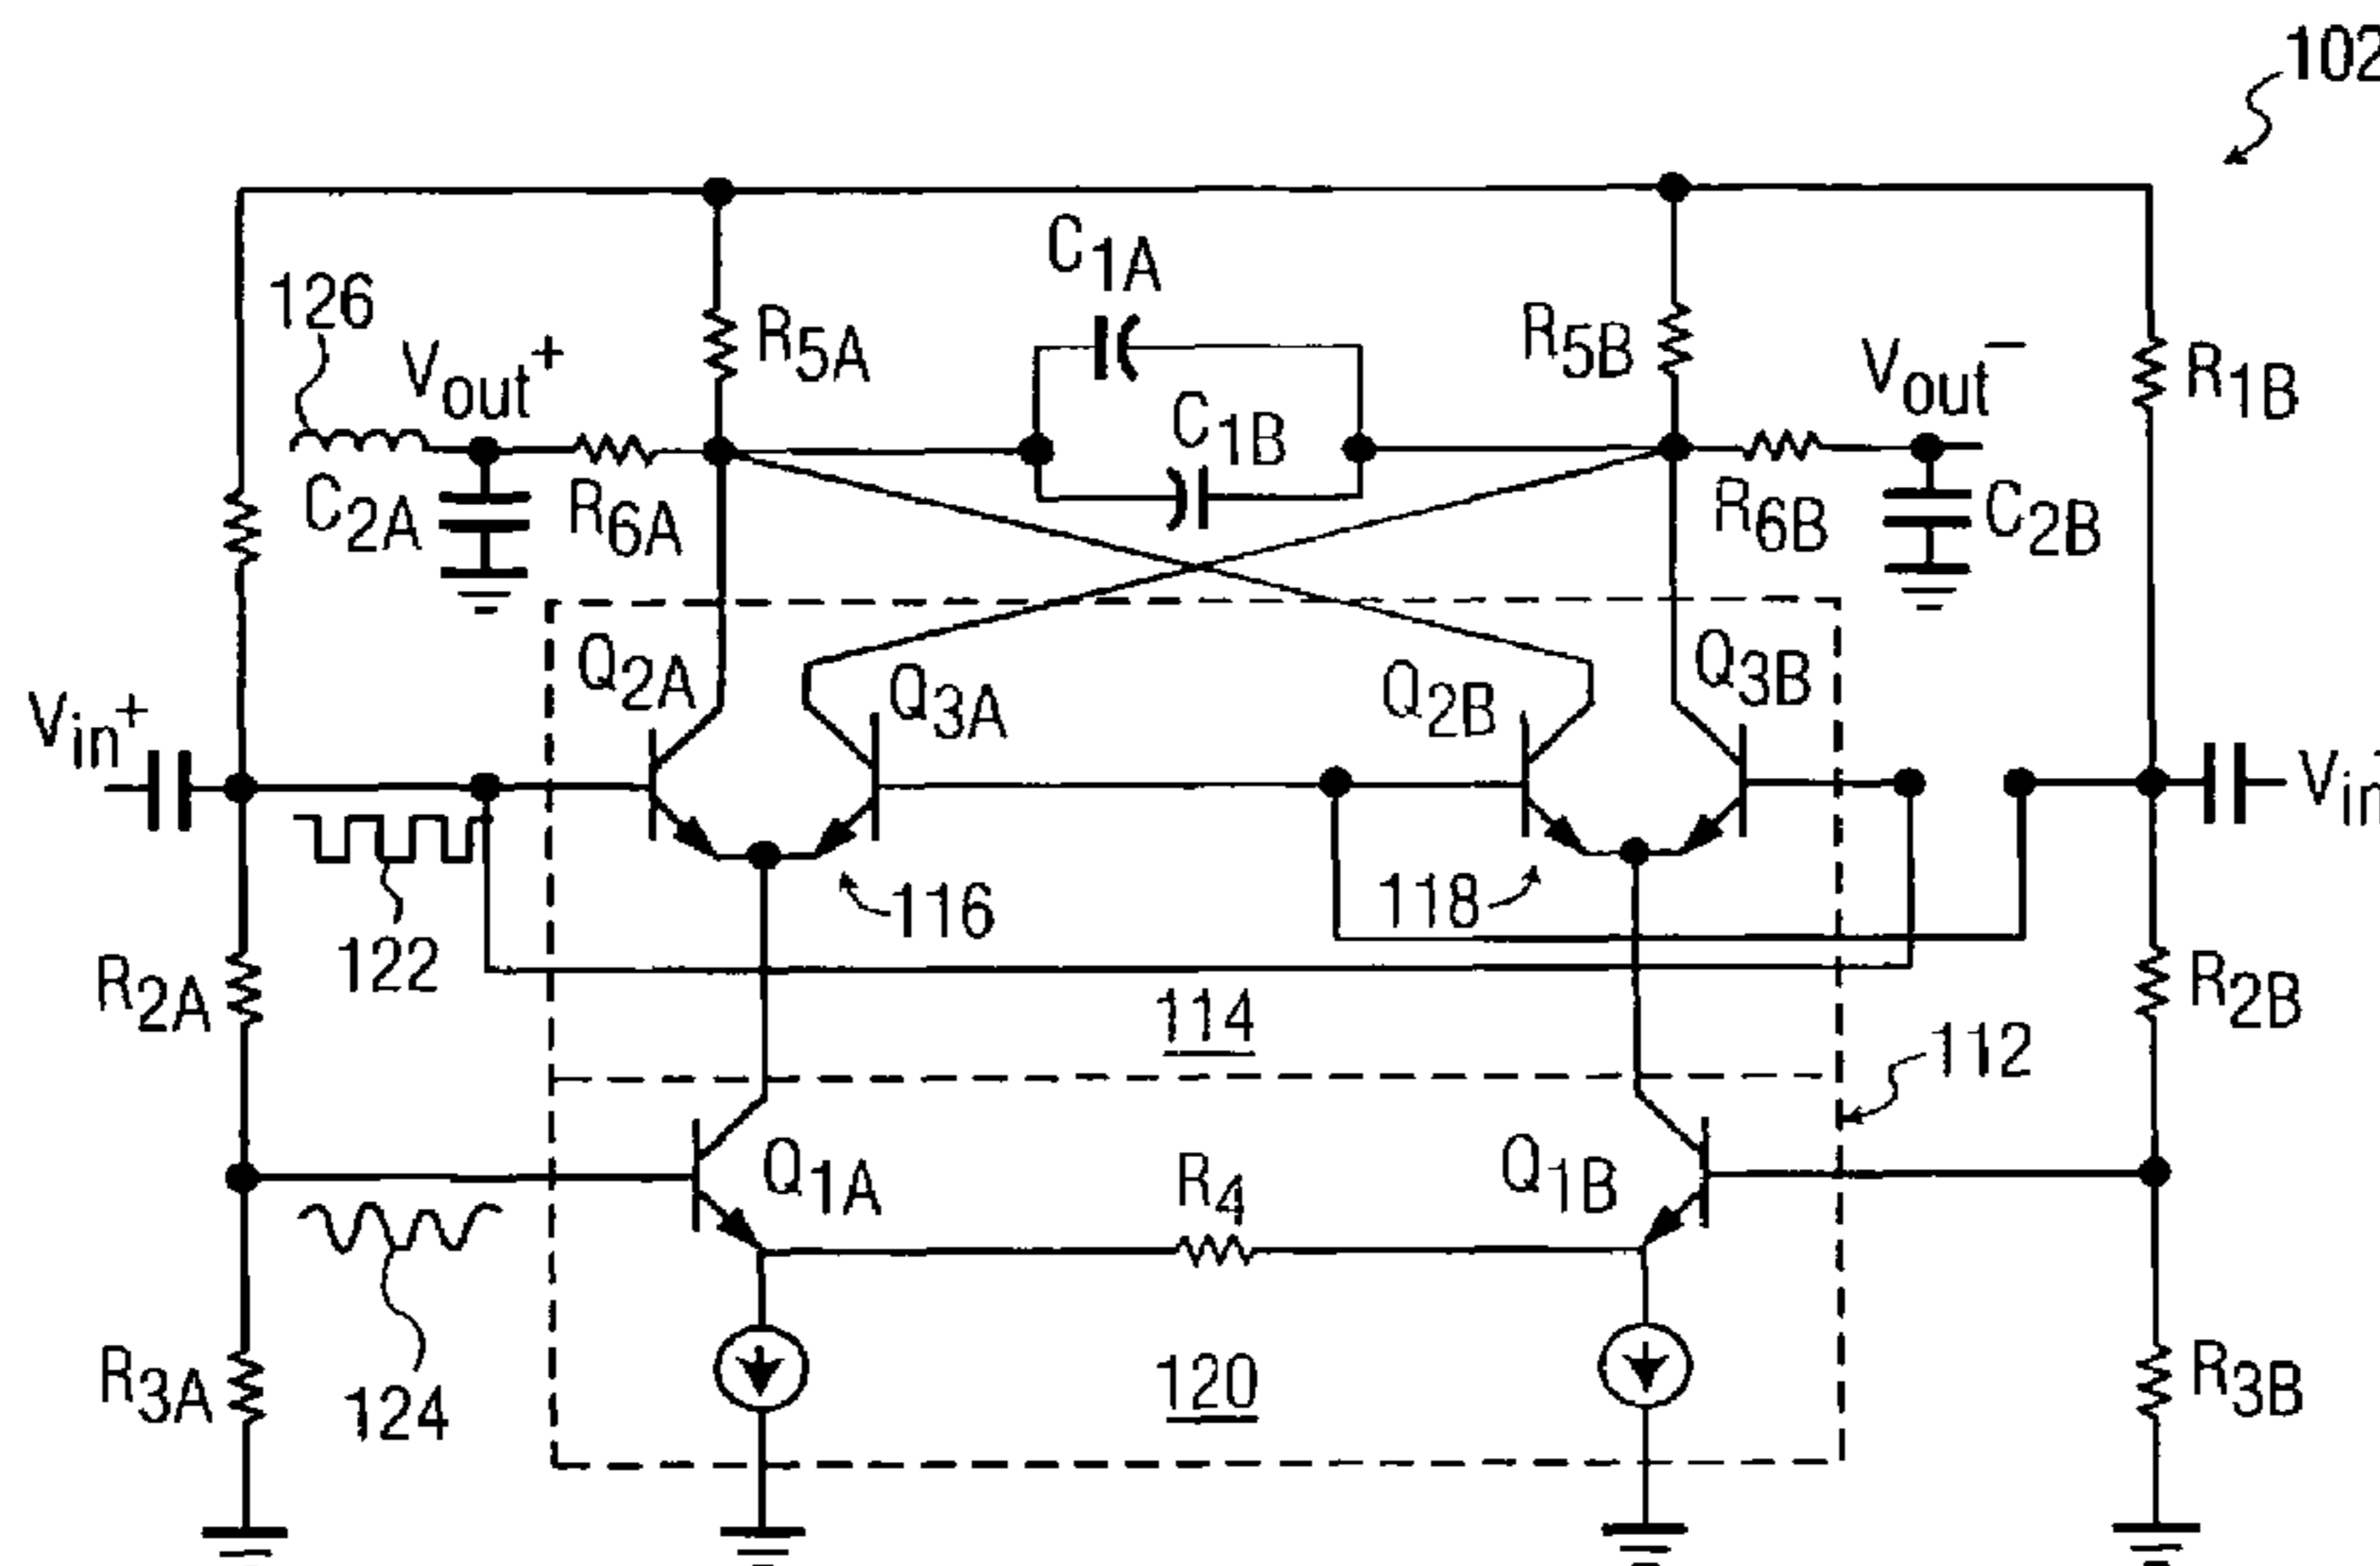 102
C1A
126
Vout+
R5A
R5B
Vout−
R1B
C1B
C2A
R6A
R6B
C2B
Q2A
Q3A
Q2B
Q3B
Vin+
Vin−
116
118
122
R2A
R2B
114
112
Q1A
R4
Q1B
124
R3A
120
R3B